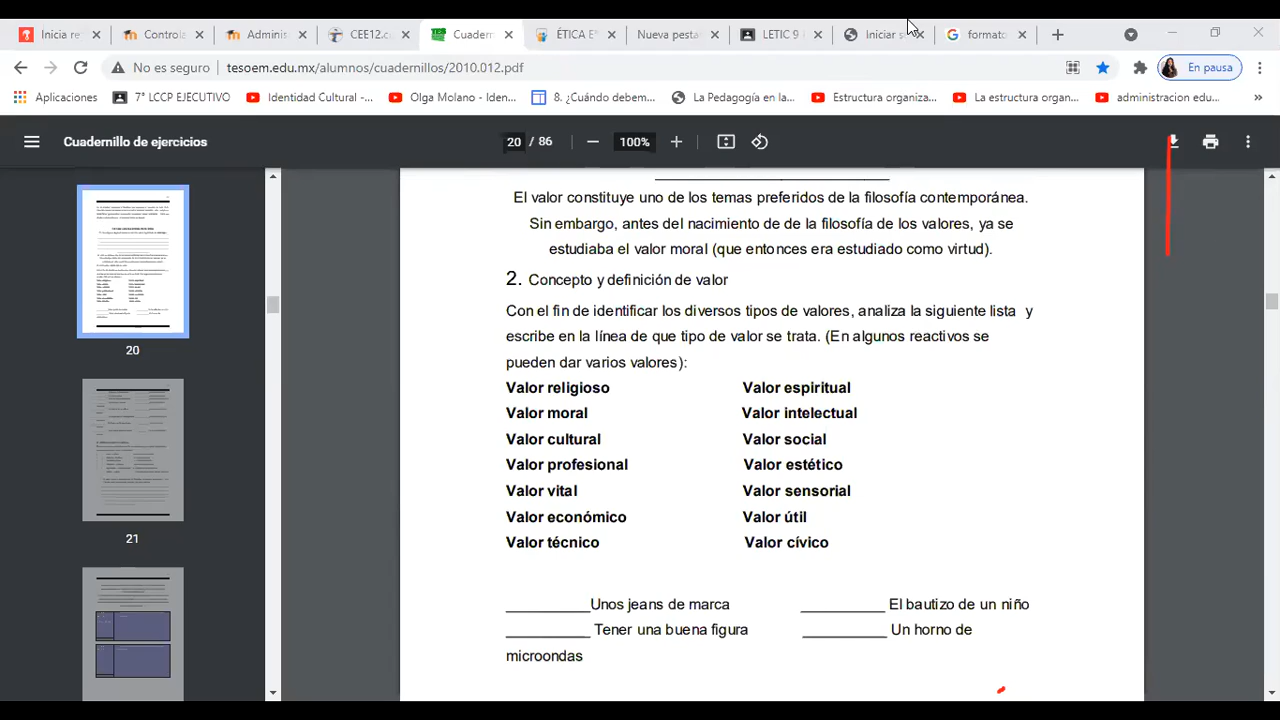 Inicia re
Controla
Adminis
CEE12.c
Cuadern
ÉTICA E
Nueva pesta
LETIC 9
Iniciar s
formato
No es seguro tesoem.edu.mx/alumnos/cuadernillos/2010.012.pdf En pausa
Aplicaciones 7° LCCP EJECUTIVO Identidad Cultural -... Olga Molano - Iden... 8. ¿Cuándo debem... La Pedagogía en la... Estructura organiza... La estructura organ... administracion edu... »
Cuadernillo de ejercicios 20 / 86 100%
20
21
El valor constituye uno de los temas preferidos de la filosofía contemporánea.
Sin embargo, antes del nacimiento de de la filosofía de los valores, ya se
estudiaba el valor moral (que entonces era estudiado como virtud).
2. Concepto y definición de valor
Con el fin de identificar los diversos tipos de valores, analiza la siguiente lista y
escribe en la línea de que tipo de valor se trata. (En algunos reactivos se
pueden dar varios valores):
Valor religioso Valor espiritual
Valor moral Valor intelectual
Valor cultural Valor social
Valor profesional Valor estético
Valor vital Valor sensorial
Valor económico Valor útil
Valor técnico Valor cívico
__________Unos jeans de marca __________ El bautizo de un niño
__________ Tener una buena figura __________ Un horno de
microondas